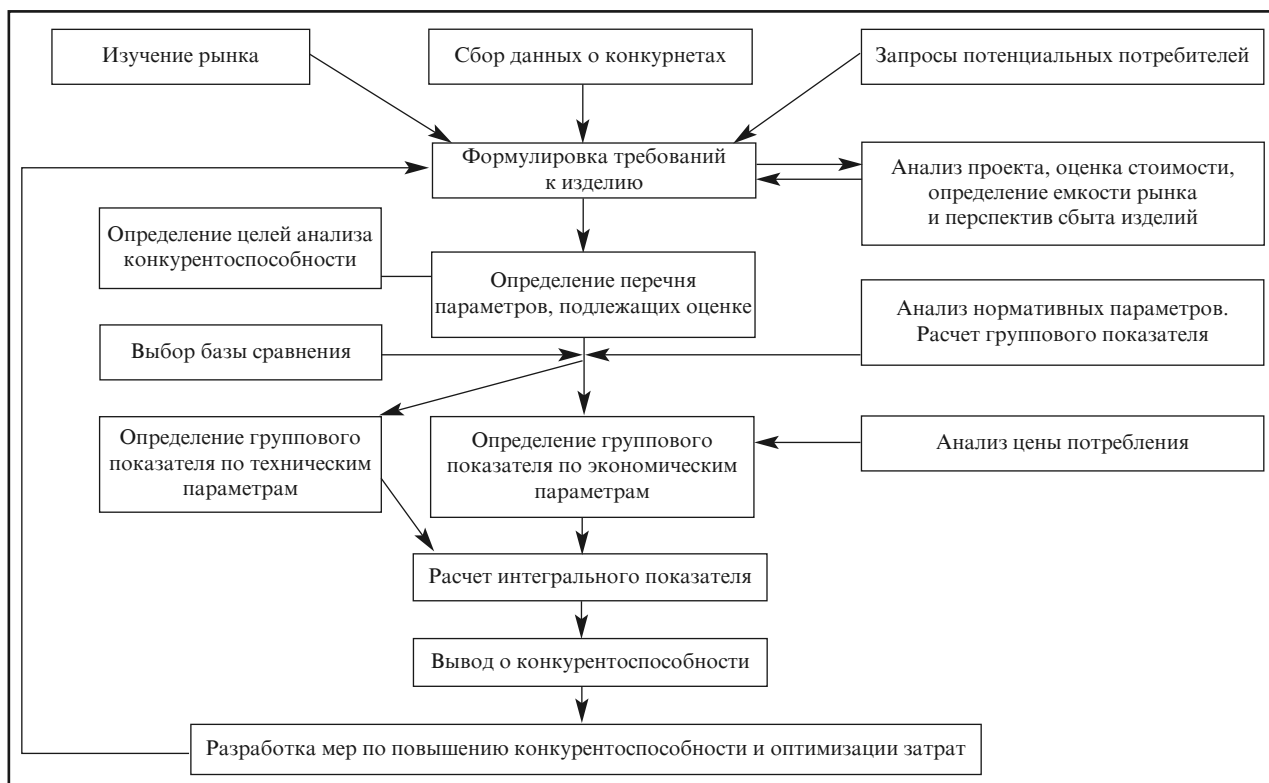 Изучение рынка
Сбор данных о конкурнетах
Запросы потенциальных потребителей
Формулировка требований
к изделию
Анализ проекта, оценка стоимости,
определение емкости рынка
и перспектив сбыта изделий
Определение целей анализа
конкурентоспособности
Определение перечня
параметров, подлежащих оценке
Анализ нормативных параметров.
Расчет группового показателя
Выбор базы сравнения
Определение группового
показателя по техническим
параметрам
Определение группового
показателя по экономическим
параметрам
Анализ цены потребления
Расчет интегрального показателя
Вывод о конкурентоспособности
Разработка мер по повышению конкурентоспособности и оптимизации затрат